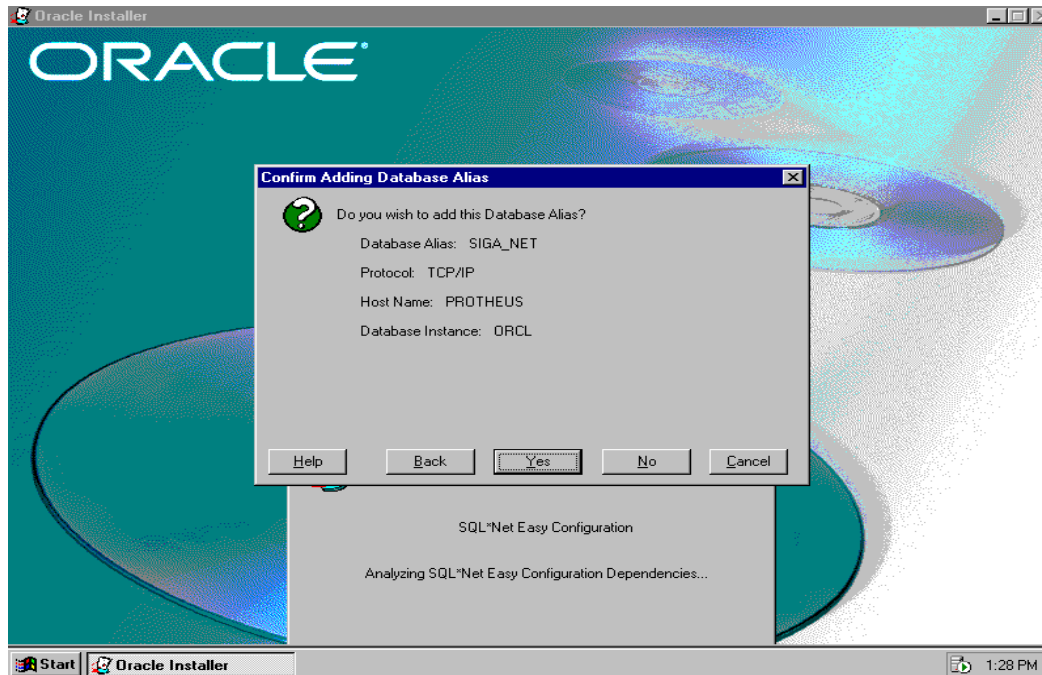 Oracle Installer
ORACLE®
Confirm Adding Database Alias
Do you wish to add this Database Alias?
Database Alias: SIGA_NET
Protocol: TCP/IP
Host Name: PROTHEUS
Database Instance: ORCL
Help Back Yes No Cancel
SQL*Net Easy Configuration
Analyzing SQL*Net Easy Configuration Dependencies...
Start Oracle Installer 1:28 PM